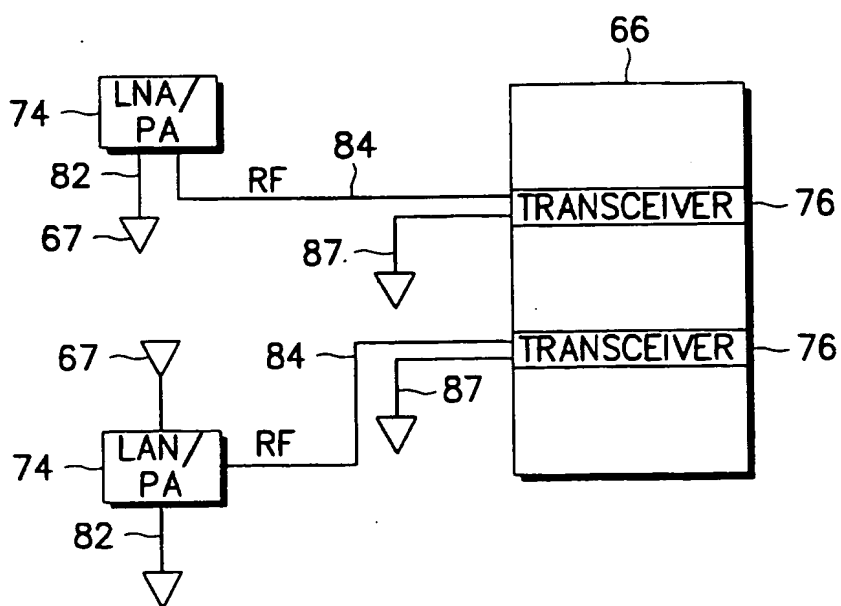 66
74
LNA/
PA
82
RF
84
TRANSCEIVER
76
67
87.
67
84
TRANSCEIVER
76
87
74
LAN/
PA
RF
82